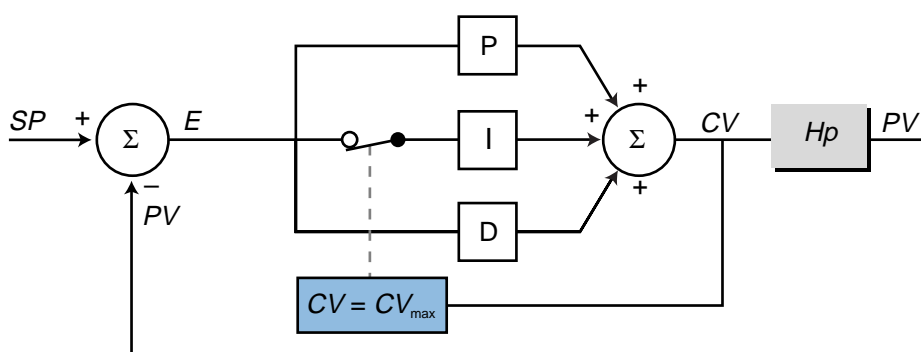 P
SP + Σ E I + + Σ CV Hp PV
− PV
D +
CV = CVmax